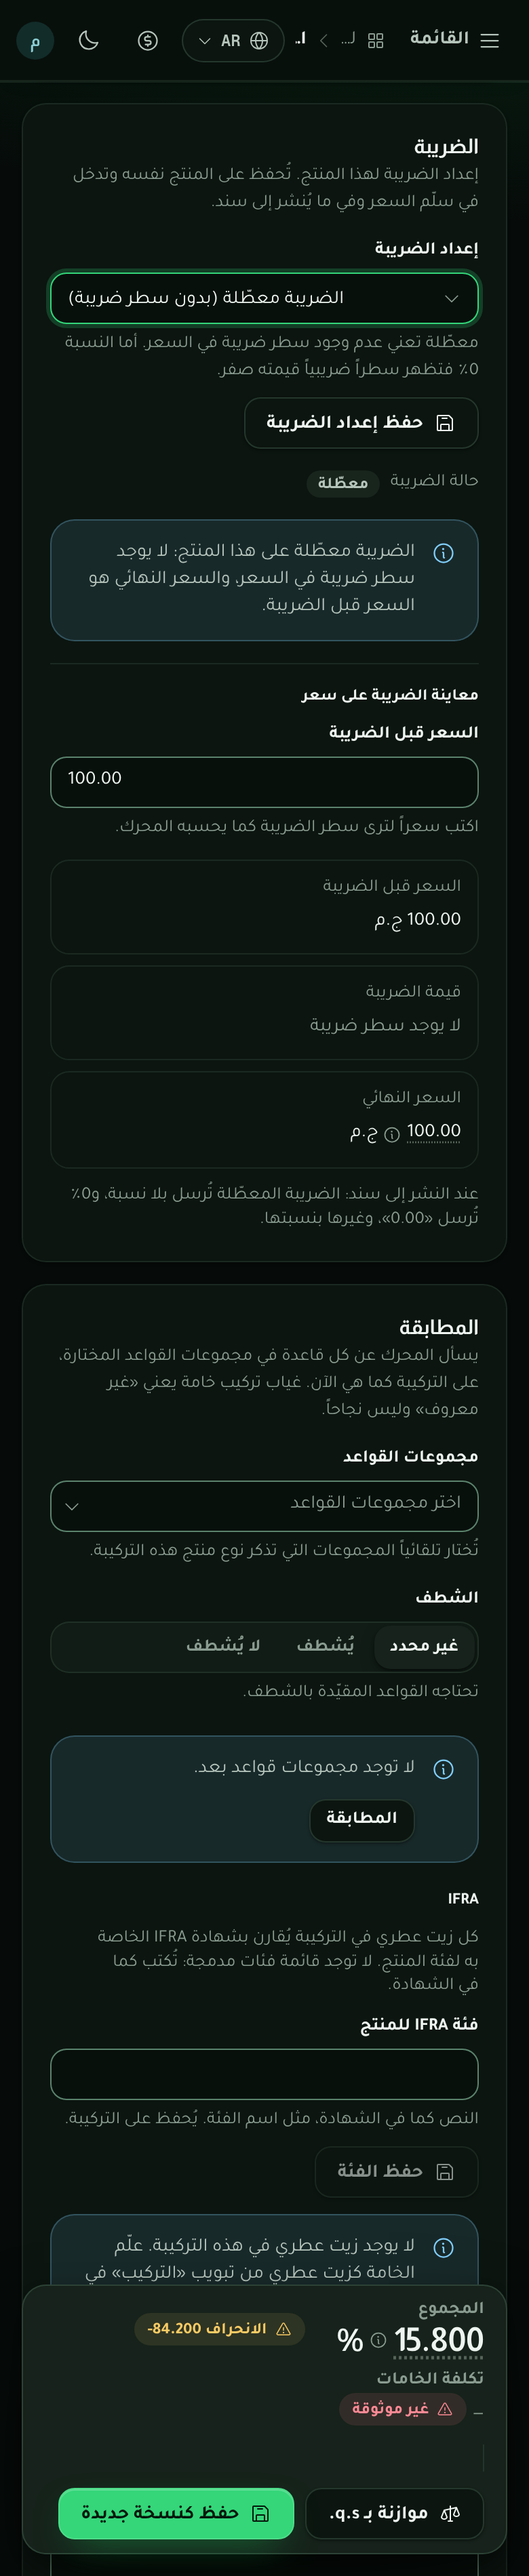 القائمة
لـ...
AR
م
الضريبة
إعداد الضريبة لهذا المنتج. تُحفظ على المنتج نفسه وتدخل
في سلّم السعر وفي ما يُنشر إلى سند.
إعداد الضريبة
الضريبة معطّلة (بدون سطر ضريبة)
معطّلة تعني عدم وجود سطر ضريبة في السعر. أما النسبة
0٪ فتظهر سطراً ضريبياً قيمته صفر.
حفظ إعداد الضريبة
حالة الضريبة معطّلة
الضريبة معطّلة على هذا المنتج: لا يوجد
سطر ضريبة في السعر، والسعر النهائي هو
السعر قبل الضريبة.
معاينة الضريبة على سعر
السعر قبل الضريبة
100.00
اكتب سعراً لترى سطر الضريبة كما يحسبه المحرك.
السعر قبل الضريبة
100.00 ج.م
قيمة الضريبة
لا يوجد سطر ضريبة
السعر النهائي
100.00 ج.م
عند النشر إلى سند: الضريبة المعطّلة تُرسل بلا نسبة، و0٪
تُرسل «0.00»، وغيرها بنسبتها.
المطابقة
يسأل المحرك عن كل قاعدة في مجموعات القواعد المختارة،
على التركيبة كما هي الآن. غياب تركيب خامة يعني «غير
معروف» وليس نجاحاً.
مجموعات القواعد
اختر مجموعات القواعد
تُختار تلقائياً المجموعات التي تذكر نوع منتج هذه التركيبة.
الشطف
غير محدد يُشطف لا يُشطف
تحتاجه القواعد المقيّدة بالشطف.
لا توجد مجموعات قواعد بعد.
المطابقة
IFRA
كل زيت عطري في التركيبة يُقارن بشهادة IFRA الخاصة
به لفئة المنتج. لا توجد قائمة فئات مدمجة: تُكتب كما
في الشهادة.
فئة IFRA للمنتج
النص كما في الشهادة، مثل اسم الفئة. يُحفظ على التركيبة.
حفظ الفئة
لا يوجد زيت عطري في هذه التركيبة. علّم
الخامة كزيت عطري من تبويب «التركيب» في
المجموع
15.800 %
الانحراف 84.200-
تكلفة الخامات
— غير موثوقة
موازنة بـ q.s.
حفظ كنسخة جديدة